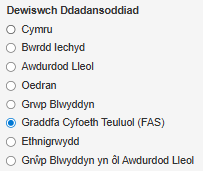 Dewiswch Ddadansoddiad
Cymru
Bwrdd Iechyd
Awdurdod Lleol
Oedran
Grwp Blwyddyn
Graddfa Cyfoeth Teuluol (FAS)
Ethnigrwydd
Grŵp Blwyddyn yn ôl Awdurdod Lleol